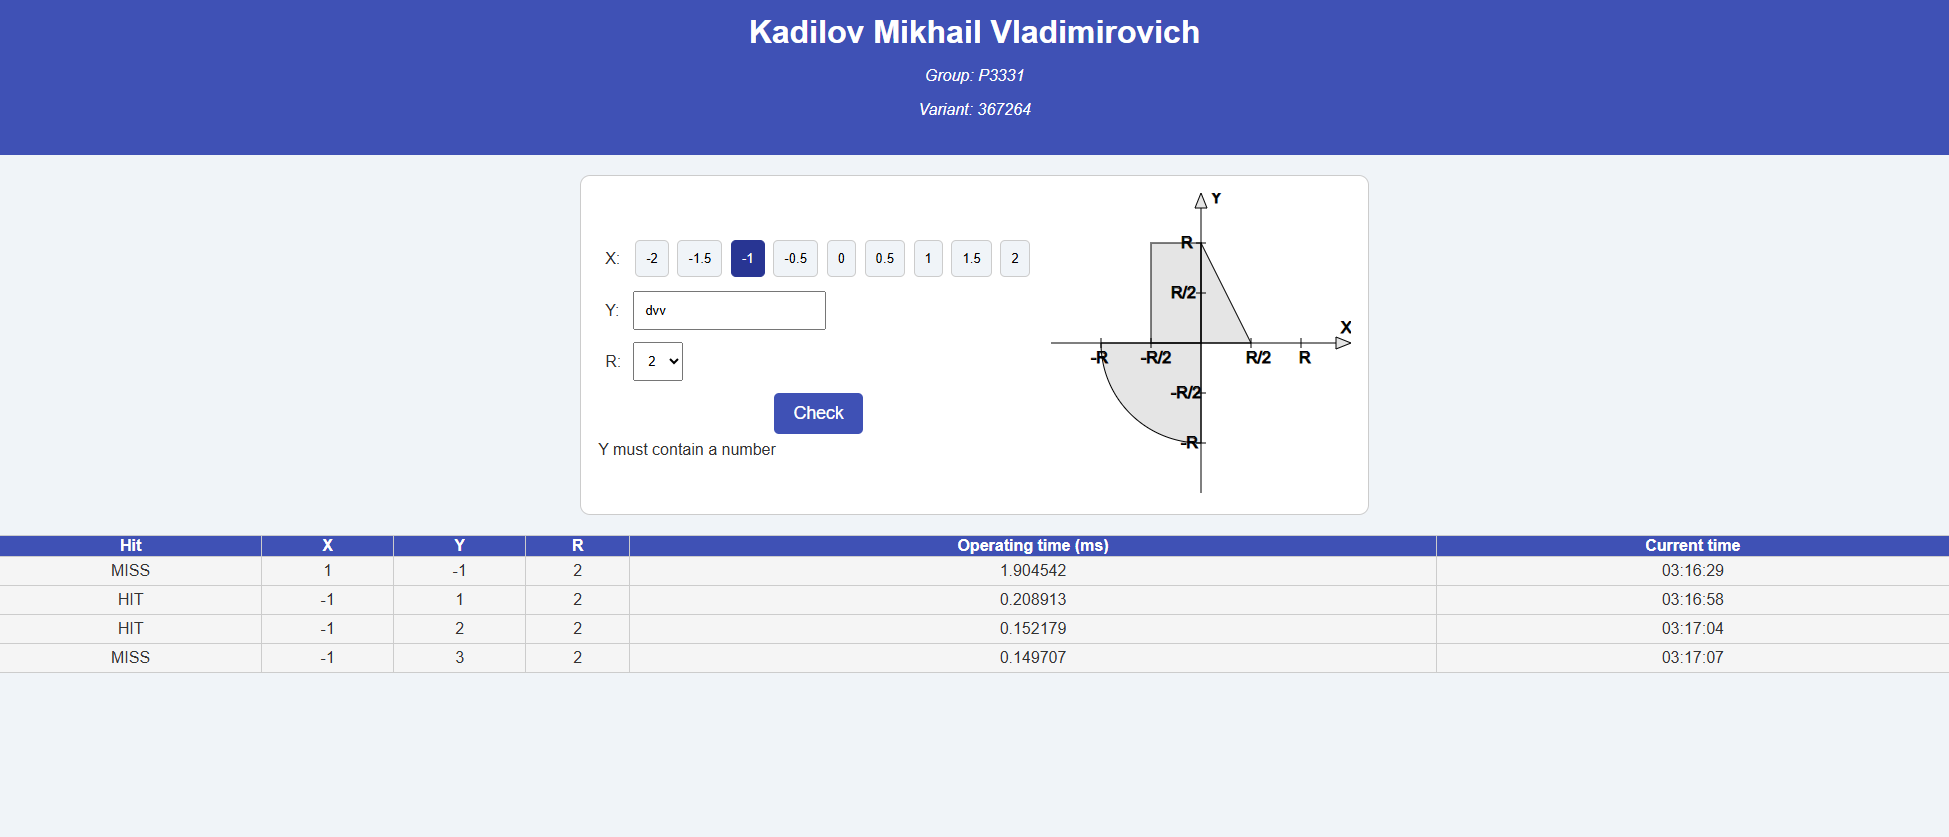 Kadilov Mikhail Vladimirovich
Group: P3331
Variant: 367264
X: -2 -1.5 -1 -0.5 0 0.5 1 1.5 2
Y: dvv
R: 2
Check
Y must contain a number
Y
R
R/2
X
-R -R/2 R/2 R
-R/2
-R
Hit X Y R Operating time (ms) Current time
MISS 1 -1 2 1.904542 03:16:29
HIT -1 1 2 0.208913 03:16:58
HIT -1 2 2 0.152179 03:17:04
MISS -1 3 2 0.149707 03:17:07